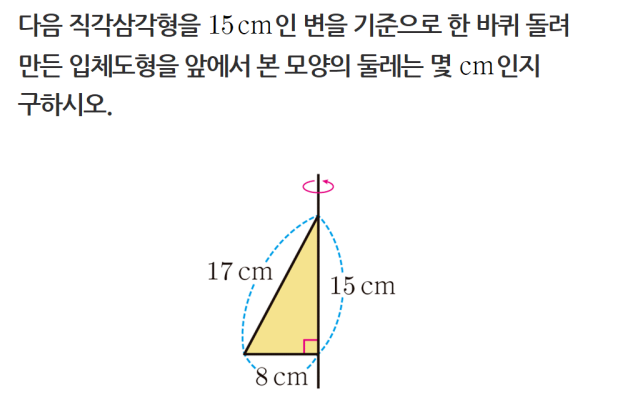 다음 직각삼각형을 15 cm인 변을 기준으로 한 바퀴 돌려
만든 입체도형을 앞에서 본 모양의 둘레는 몇 cm인지
구하시오.
17 cm
15 cm
8 cm